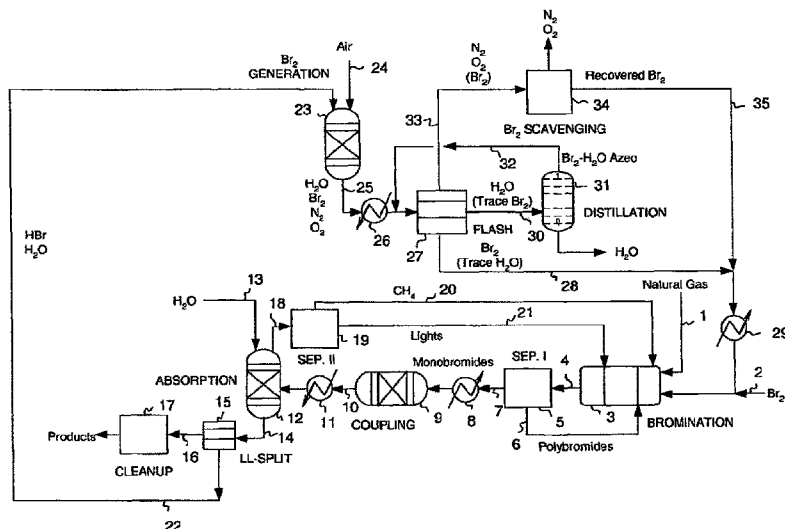 N2
O2
Air
Br2
GENERATION
24
23
N2
O2
(Br2)
Recovered Br2
34
35
33
Br2 SCAVENGING
32
Br2-H2O Azeo
H2O
Br2
N2
O2
25
H2O
(Trace Br2)
31
26
FLASH
30
DISTILLATION
27
Br2
(Trace H2O)
H2O
28
HBr
H2O
13
H2O
18
CH4
20
Natural Gas
21
1
29
19
Lights
SEP. II
ABSORPTION
Monobromides
SEP. I
4
2
Br2
17
15
12
11
10
9
8
7
5
3
Products
16
14
COUPLING
6
BROMINATION
CLEANUP
LL-SPLIT
Polybromides
22